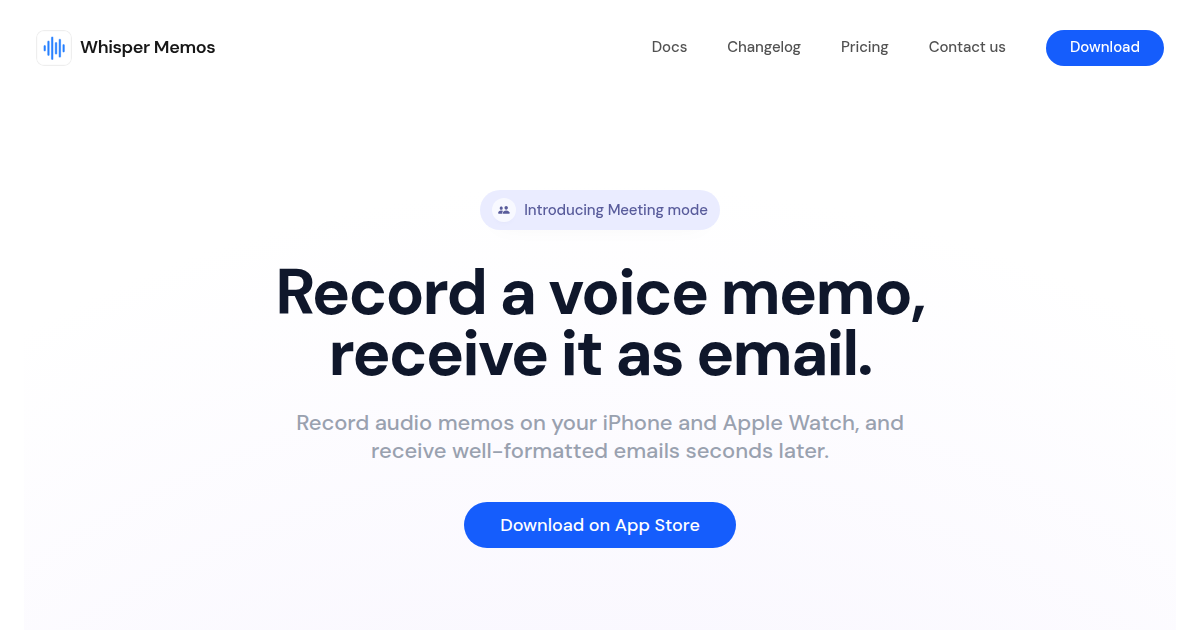 Whisper Memos
Docs
Changelog
Pricing
Contact us
Download
Introducing Meeting mode
Record a voice memo,
receive it as email.
Record audio memos on your iPhone and Apple Watch, and
receive well-formatted emails seconds later.
Download on App Store